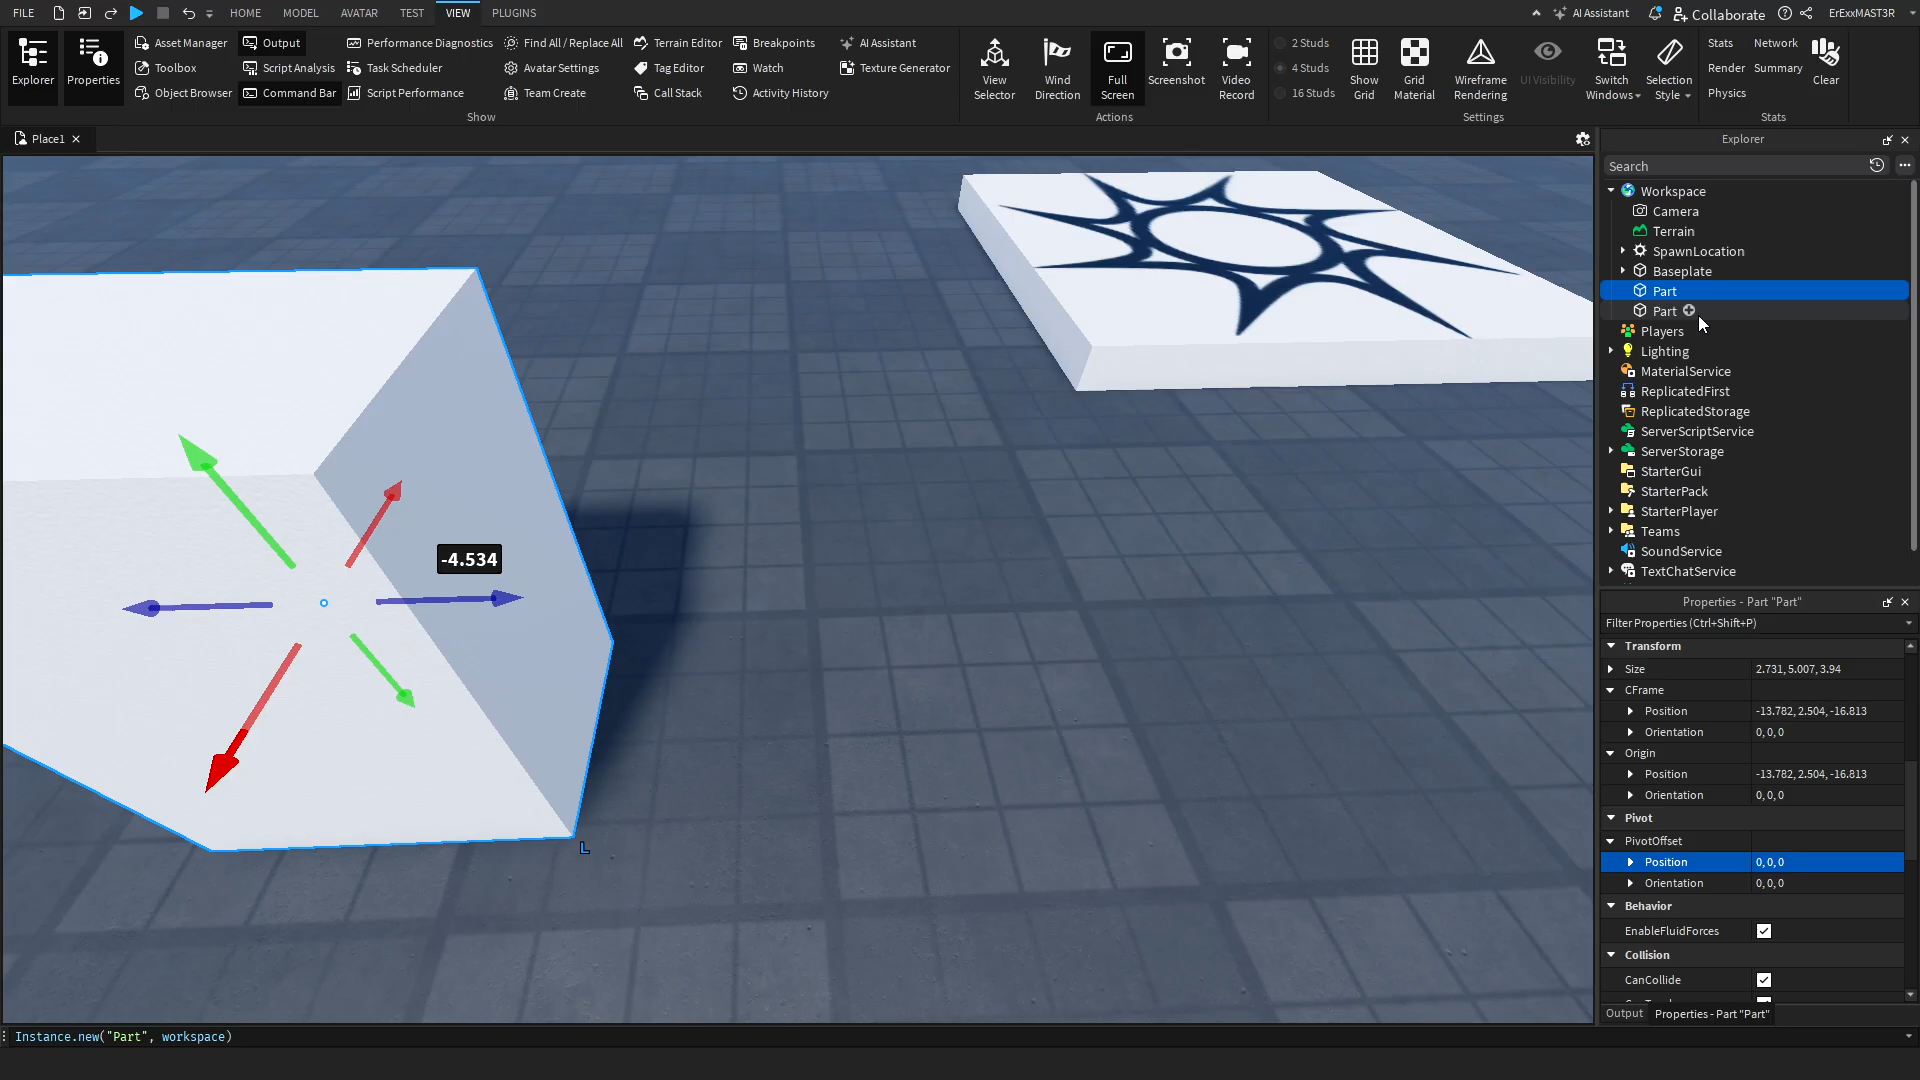 FILE HOME MODEL AVATAR TEST VIEW PLUGINS AI Assistant Collaborate ErExxMAST3R
Explorer
Properties
Asset Manager
Toolbox
Object Browser
Output
Script Analysis
Command Bar
Performance Diagnostics
Task Scheduler
Script Performance
Find All / Replace All
Avatar Settings
Team Create
Terrain Editor
Tag Editor
Call Stack
Breakpoints
Watch
Activity History
AI Assistant
Texture Generator
Show
View
Selector
Wind
Direction
Full
Screen
Screenshot
Video
Record
Actions
2 Studs
4 Studs
16 Studs
Show
Grid
Grid
Material
Wireframe
Rendering
UI Visibility
Switch
Windows
Selection
Style
Settings
Stats
Render
Physics
Network
Summary
Clear
Stats
Place1
-4.534
Explorer
Search
Workspace
Camera
Terrain
SpawnLocation
Baseplate
Part
Part
Players
Lighting
MaterialService
ReplicatedFirst
ReplicatedStorage
ServerScriptService
ServerStorage
StarterGui
StarterPack
StarterPlayer
Teams
SoundService
TextChatService
Properties - Part "Part"
Filter Properties (Ctrl+Shift+P)
Transform
Size 2.731, 5.007, 3.94
CFrame
Position -13.782, 2.504, -16.813
Orientation 0, 0, 0
Origin
Position -13.782, 2.504, -16.813
Orientation 0, 0, 0
Pivot
PivotOffset
Position 0, 0, 0
Orientation 0, 0, 0
Behavior
EnableFluidForces
Collision
CanCollide
Output Properties - Part "Part"
L
Instance.new("Part", workspace)